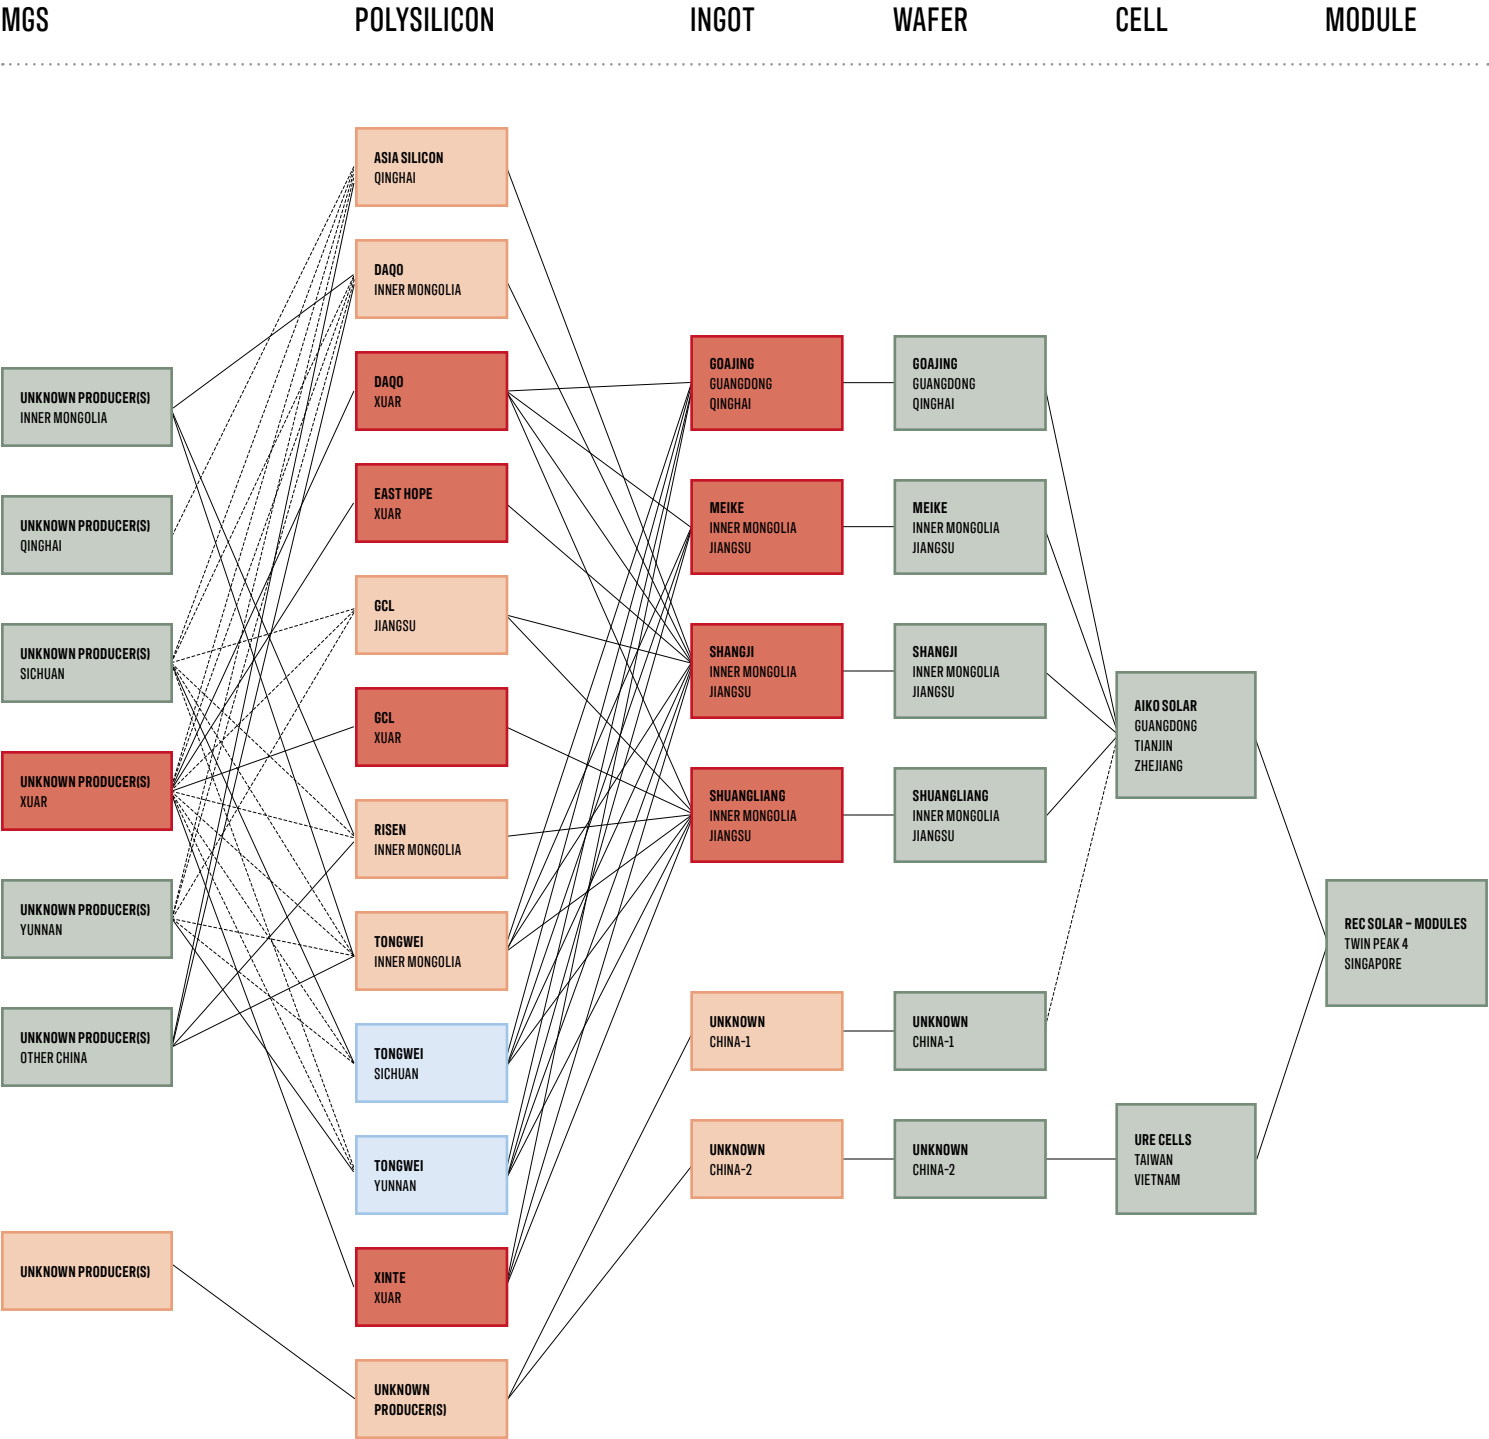 MGS
POLYSILICON
INGOT
WAFER
CELL
MODULE
UNKNOWN PRODUCER(S)
INNER MONGOLIA
UNKNOWN PRODUCER(S)
QINGHAI
UNKNOWN PRODUCER(S)
SICHUAN
UNKNOWN PRODUCER(S)
XUAR
UNKNOWN PRODUCER(S)
YUNNAN
UNKNOWN PRODUCER(S)
OTHER CHINA
UNKNOWN PRODUCER(S)
ASIA SILICON
QINGHAI
DAQO
INNER MONGOLIA
DAQO
XUAR
EAST HOPE
XUAR
GCL
JIANGSU
GCL
XUAR
RISEN
INNER MONGOLIA
TONGWEI
INNER MONGOLIA
TONGWEI
SICHUAN
TONGWEI
YUNNAN
XINTE
XUAR
UNKNOWN
PRODUCER(S)
GOAJING
GUANGDONG
QINGHAI
MEIKE
INNER MONGOLIA
JIANGSU
SHANGJI
INNER MONGOLIA
JIANGSU
SHUANGLIANG
INNER MONGOLIA
JIANGSU
UNKNOWN
CHINA-1
UNKNOWN
CHINA-2
GOAJING
GUANGDONG
QINGHAI
MEIKE
INNER MONGOLIA
JIANGSU
SHANGJI
INNER MONGOLIA
JIANGSU
SHUANGLIANG
INNER MONGOLIA
JIANGSU
UNKNOWN
CHINA-1
UNKNOWN
CHINA-2
AIKO SOLAR
GUANGDONG
TIANJIN
ZHEJIANG
URE CELLS
TAIWAN
VIETNAM
REC SOLAR – MODULES
TWIN PEAK 4
SINGAPORE